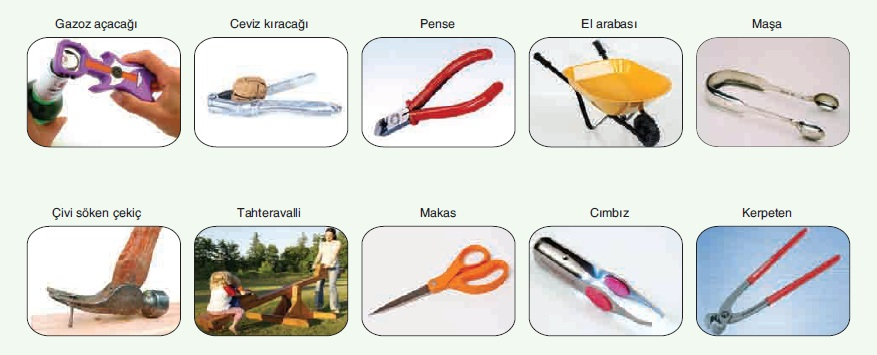 Gazoz açacağı
Ceviz kıracağı
Pense
El arabası
Maşa
Çivi söken çekiç
Tahteravalli
Makas
Cımbız
Kerpeten